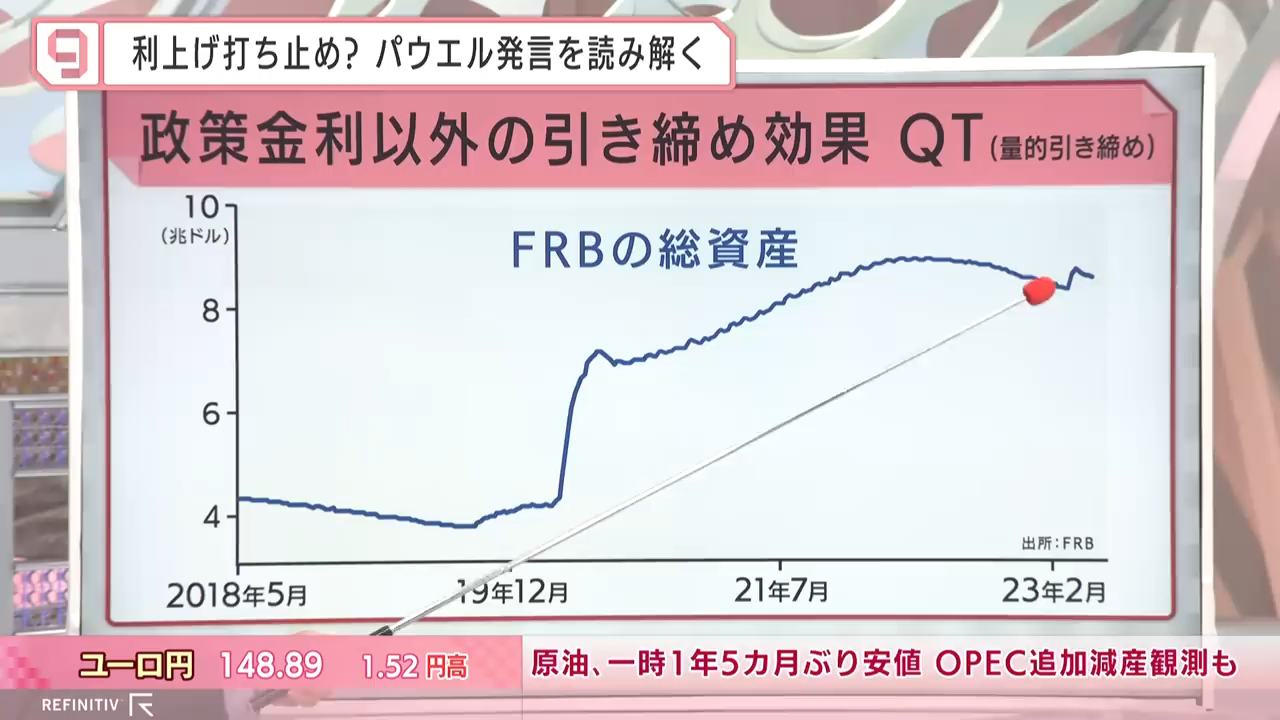 9
利上げ打ち止め? パウエル発言を読み解く
政策金利以外の引き締め効果 QT(量的引き締め)
10
(兆ドル)
FRBの総資産
8
6
4
出所:FRB
2018年5月 19年12月 21年7月 23年2月
ユーロ円 148.89 1.52円高
原油、一時1年5カ月ぶり安値 OPEC追加減産観測も
REFINITIV